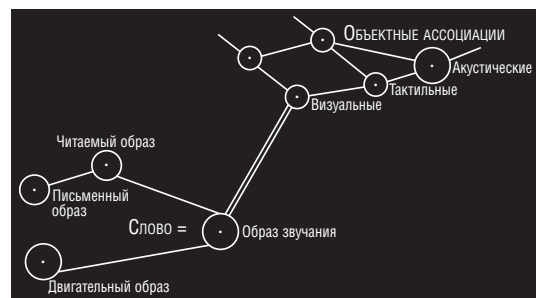 ОБЪЕКТНЫЕ АССОЦИАЦИИ
Акустические
Тактильные
Визуальные
Читаемый образ
Письменный
образ
СЛОВО =
Образ звучания
Двигательный образ